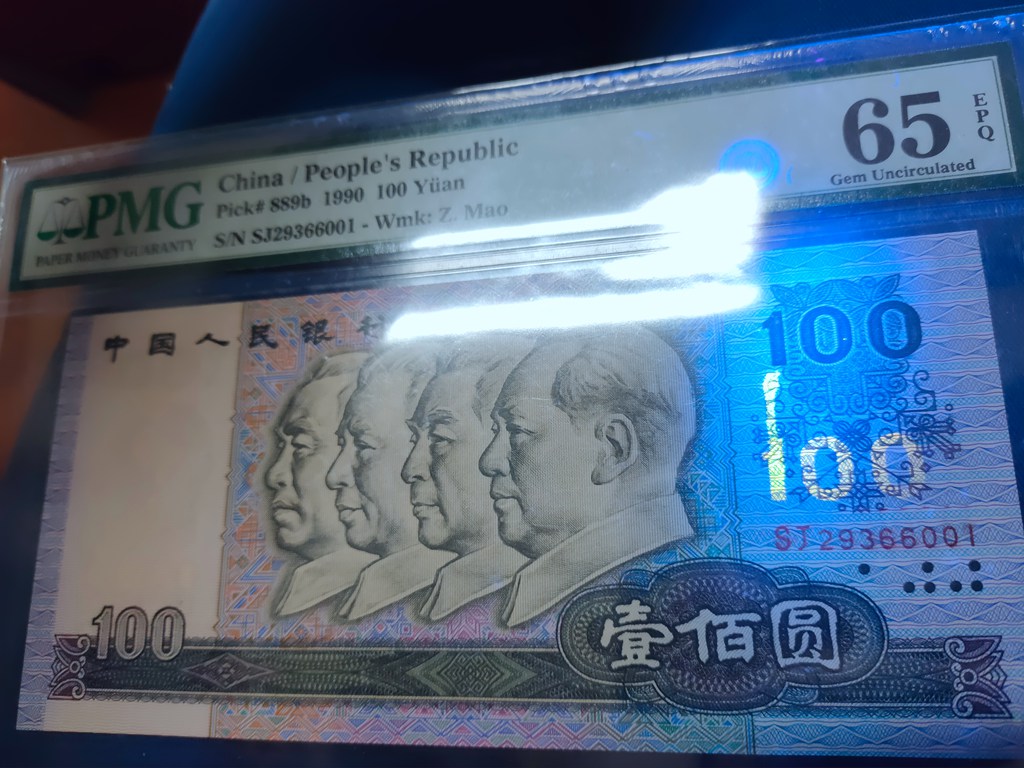 PMG
PAPER MONEY GUARANTY
China / People's Republic
Pick# 889b 1990 100 Yüan
S/N SJ29366001 - Wmk: Z. Mao
65
EPQ
Gem Uncirculated
中国人民银行
100
100
SJ29366001
100
壹佰圆